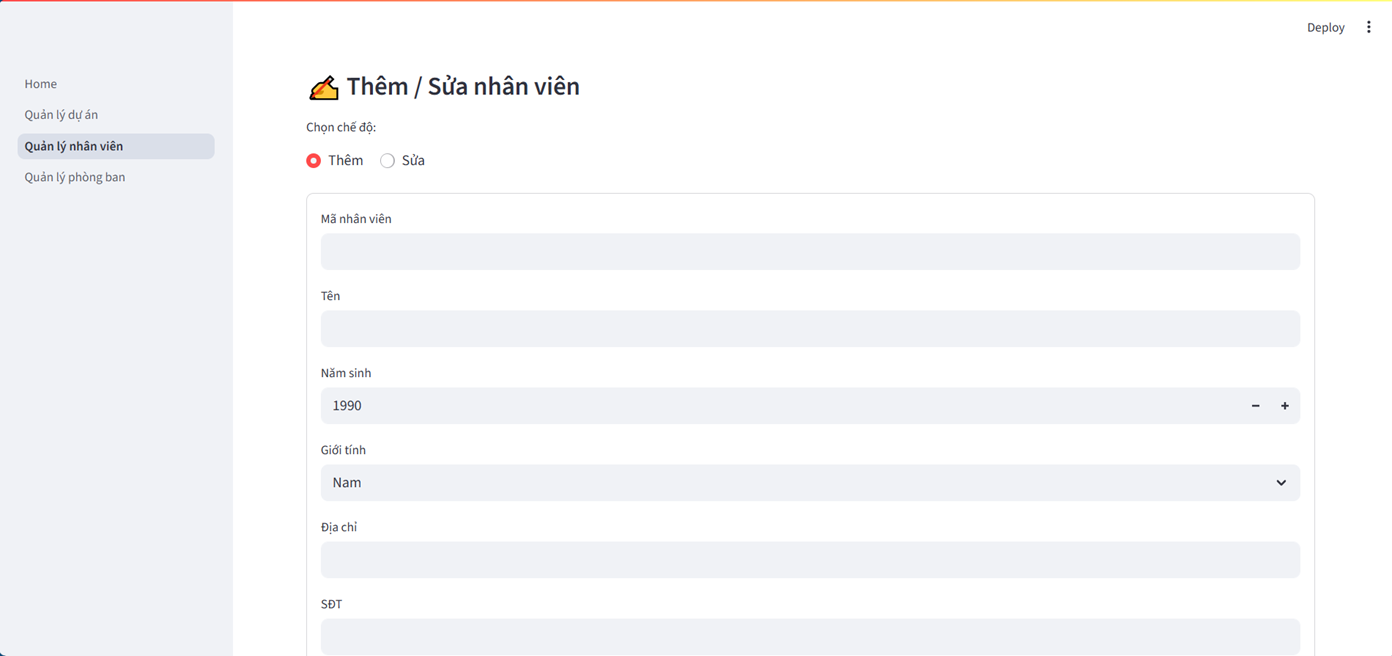 Deploy
Home
Quản lý dự án
Quản lý nhân viên
Quản lý phòng ban
Thêm / Sửa nhân viên
Chọn chế độ:
Thêm Sửa
Mã nhân viên
Tên
Năm sinh
1990
Giới tính
Nam
Địa chỉ
SĐT